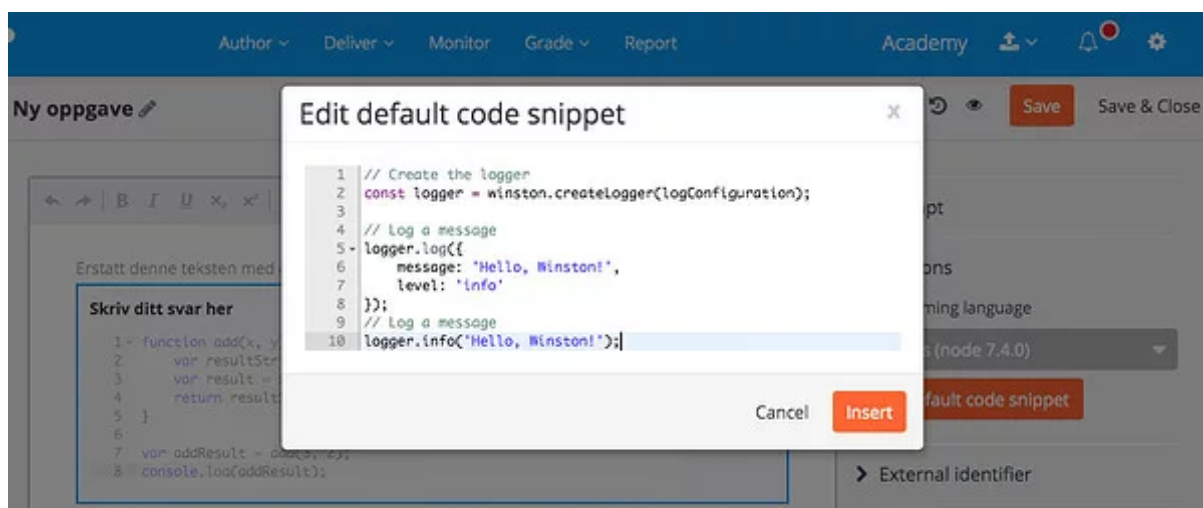 Author Deliver Monitor Grade Report Academy
Ny oppgave
Save Save & Close
Edit default code snippet
x
1 // Create the logger
2 const logger = winston.createLogger(logConfiguration);
3
4 // Log a message
5 logger.log({
6 message: "Hello, Winston!",
7 level: 'info'
8 });
9 // Log a message
10 logger.info("Hello, Winston!");
Cancel Insert
B I U x₂ x²
Erstatt denne teksten med
Skriv ditt svar her
1 function add(x, y
2 var resultStr
3 var result =
4 return result
5 }
6
7 var addResult = add(3, 2);
8 console.log(addResult);
pt
ons
ming language
s (node 7.4.0)
fault code snippet
External identifier